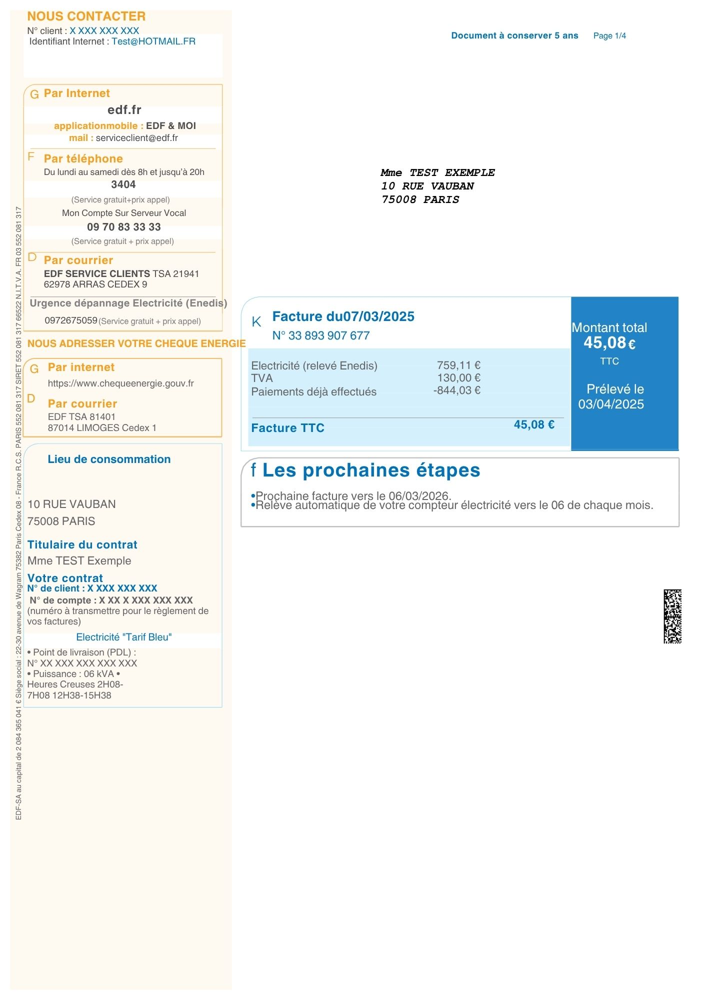 NOUS CONTACTER
N° client : X XXX XXX XXX
Identifiant Internet : Test@HOTMAIL.FR
Document à conserver 5 ans Page 1/4
G Par Internet
edf.fr
applicationmobile : EDF & MOI
mail : serviceclient@edf.fr
F Par téléphone
Du lundi au samedi dès 8h et jusqu'à 20h
3404
(Service gratuit+prix appel)
Mon Compte Sur Serveur Vocal
09 70 83 33 33
(Service gratuit + prix appel)
D Par courrier
EDF SERVICE CLIENTS TSA 21941
62978 ARRAS CEDEX 9
Urgence dépannage Electricité (Enedis)
0972675059 (Service gratuit + prix appel)
NOUS ADRESSER VOTRE CHEQUE ENERGIE
G Par internet
https://www.chequeenergie.gouv.fr
D Par courrier
EDF TSA 81401
87014 LIMOGES Cedex 1
Lieu de consommation
10 RUE VAUBAN
75008 PARIS
Titulaire du contrat
Mme TEST Exemple
Votre contrat
N° de client : X XXX XXX XXX
N° de compte : X XX X XXX XXX XXX
(numéro à transmettre pour le règlement de
vos factures)
Electricité "Tarif Bleu"
• Point de livraison (PDL) :
N° XX XXX XXX XXX XXX
• Puissance : 06 kVA •
Heures Creuses 2H08-
7H08 12H38-15H38
EDF-SA au capital de 2 084 365 041 € Siège social : 22-30 avenue de Wagram 75382 Paris Cedex 08 - France R.C.S. PARIS 552 081 317 SIRET 552 081 317 66522 N.I.T.V.A. FR 03 552 081 317
Mme TEST EXEMPLE
10 RUE VAUBAN
75008 PARIS
K Facture du07/03/2025
N° 33 893 907 677
Electricité (relevé Enedis) 759,11 €
TVA 130,00 €
Paiements déjà effectués -844,03 €
Facture TTC 45,08 €
Montant total
45,08 €
TTC
Prélevé le
03/04/2025
f Les prochaines étapes
•Prochaine facture vers le 06/03/2026.
•Relève automatique de votre compteur électricité vers le 06 de chaque mois.